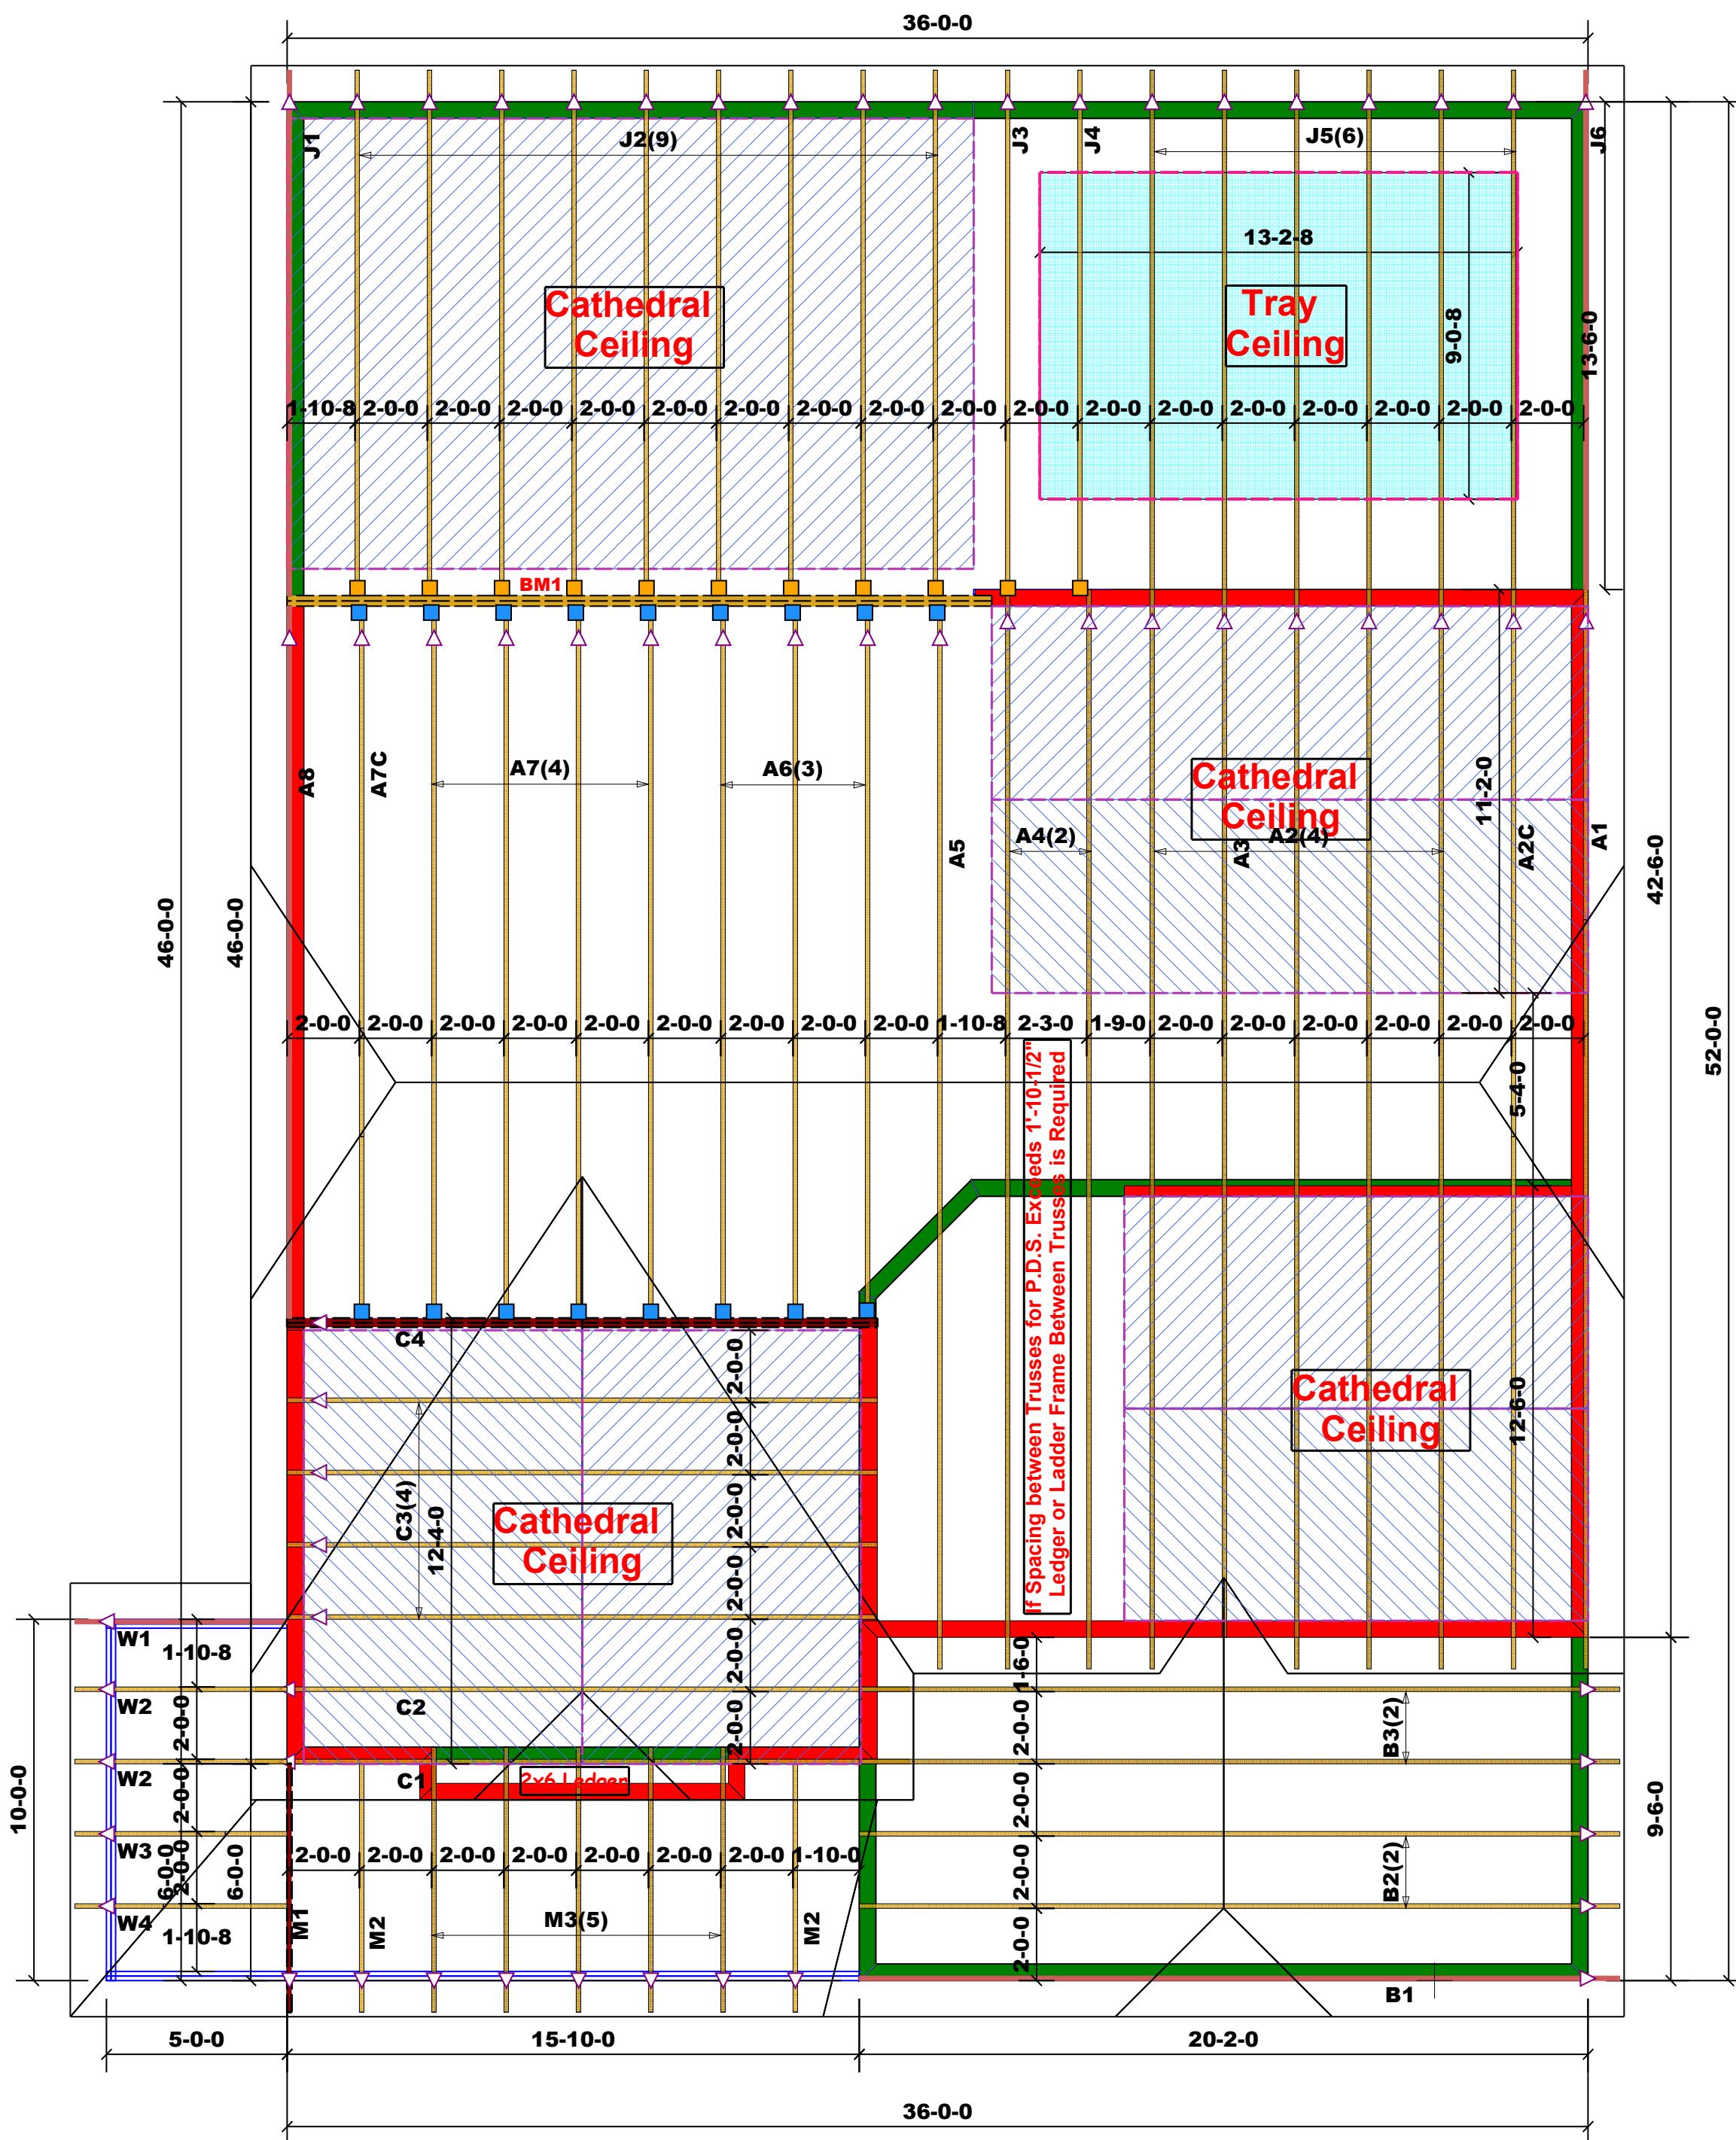 36-0-0
J1
J2(9)
J3
J4
J5(6)
J6
13-2-8
Cathedral
Ceiling
Tray
Ceiling
9-0-8
13-6-0
1-10-8 2-0-0 2-0-0 2-0-0 2-0-0 2-0-0 2-0-0 2-0-0 2-0-0 2-0-0 2-0-0 2-0-0 2-0-0 2-0-0 2-0-0 2-0-0 2-0-0 2-0-0
BM1
A8
A7C
A7(4)
A6(3)
A5
Cathedral
Ceiling
A4(2)
A3
A2(4)
11-2-0
A2C
A1
42-6-0
46-0-0
46-0-0
52-0-0
2-0-0 2-0-0 2-0-0 2-0-0 2-0-0 2-0-0 2-0-0 2-0-0 2-0-0 1-10-8 2-3-0 1-9-0 2-0-0 2-0-0 2-0-0 2-0-0 2-0-0 2-0-0
5-4-0
If Spacing between Trusses for P.D.S. Exceeds 1'-10-1/2"
Ledger or Ladder Frame Between Trusses is Required
C4
2-0-0
2-0-0
2-0-0
2-0-0
2-0-0
2-0-0
C3(4)
12-4-0
Cathedral
Ceiling
Cathedral
Ceiling
12-6-0
W1
1-10-8
W2
2-0-0
W2
2-0-0
W3
2-0-0
W4
1-10-8
10-0-0
6-0-0
6-0-0
C2
C1
2x6 Ledger
2-0-0 2-0-0 2-0-0 2-0-0 2-0-0 2-0-0 2-0-0 1-10-0
M1
M2
M3(5)
M2
1-6-0
2-0-0
2-0-0
2-0-0
2-0-0
B3(2)
B2(2)
9-6-0
B1
5-0-0
15-10-0
20-2-0
36-0-0